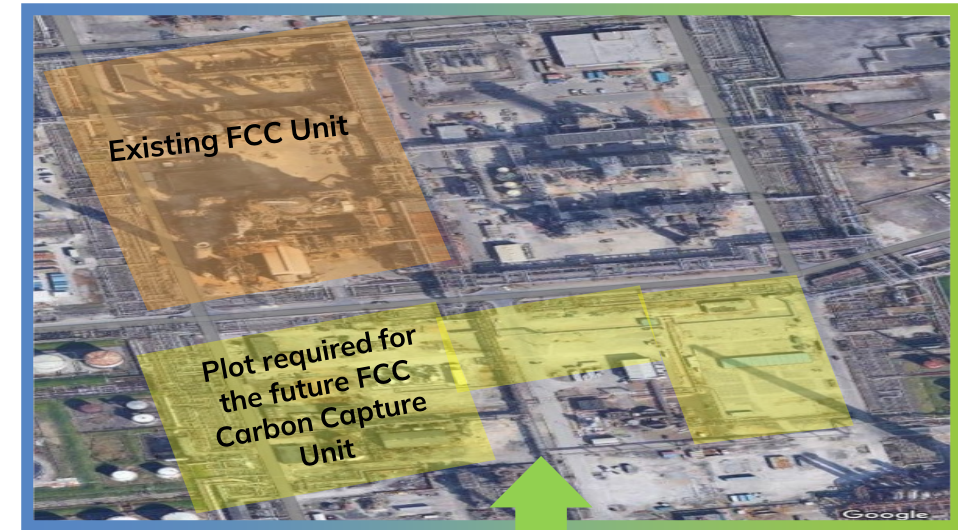 Existing FCC Unit
Plot required for
the future FCC
Carbon Capture
Unit
Google